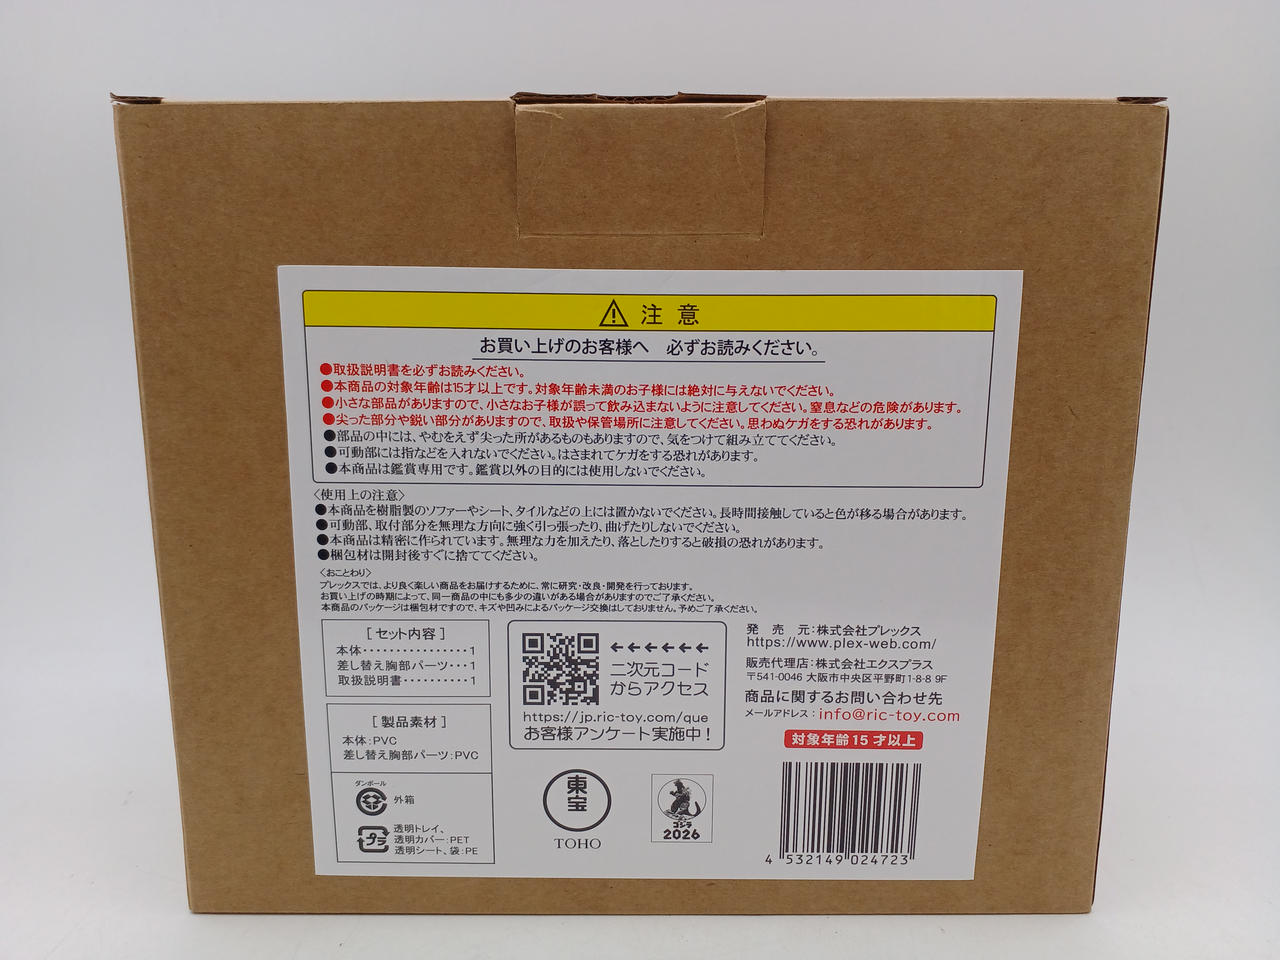 注意
お買い上げのお客様へ 必ずお読みください。
●取扱説明書を必ずお読みください。
●本商品の対象年齢は15才以上です。対象年齢未満のお子様には絶対に与えないでください。
●小さな部品がありますので、小さなお子様が誤って飲み込まないように注意してください。窒息などの危険があります。
●尖った部分や鋭い部分がありますので、取扱や保管場所に注意してください。思わぬケガをする恐れがあります。
●部品の中には、やむをえず尖った所があるものもありますので、気をつけて組み立ててください。
●可動部には指などを入れないでください。はさまれてケガをする恐れがあります。
●本商品は鑑賞専用です。鑑賞以外の目的には使用しないでください。
〈使用上の注意〉
●本商品を樹脂製のソファーやシート、タイルなどの上には置かないでください。長時間接触していると色が移る場合があります。
●可動部、取付部分を無理な方向に強く引っ張ったり、曲げたりしないでください。
●本商品は精密に作られています。無理な力を加えたり、落としたりすると破損の恐れがあります。
●梱包材は開封後すぐに捨ててください。
〈おことわり〉
プレックスでは、より良く楽しい商品をお届けするために、常に研究・改良・開発を行っております。
お買い上げの時期によって、同一商品の中にも多少の違いがある場合がありますのでご了承ください。
本商品のパッケージは梱包材ですので、キズや凹みによるパッケージ交換はしておりません。予めご了承ください。
[セット内容]
本体・・・・・・・・・・・・・・・・1
差し替え胸部パーツ・・・1
取扱説明書・・・・・・・・・・1
[製品素材]
本体:PVC
差し替え胸部パーツ:PVC
ダンボール
外箱
プラ
透明トレイ、
透明カバー:PET
透明シート、袋:PE
←←←←←←
二次元コード
からアクセス
https://jp.ric-toy.com/que
お客様アンケート実施中!
東宝
TOHO
ゴジラ
2026
発売元:株式会社プレックス
https://www.plex-web.com/
販売代理店:株式会社エクスプラス
〒541-0046 大阪市中央区平野町1-8-8 9F
商品に関するお問い合わせ先
メールアドレス:info@ric-toy.com
対象年齢15才以上
4 532149 024723